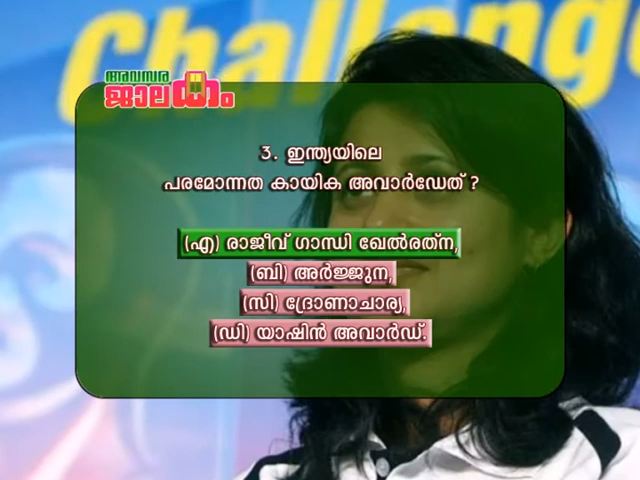 Challenge
അവസര
ജാലകം
3. ഇന്ത്യയിലെ
പരമോന്നത കായിക അവാർഡേത് ?
(എ) രാജീവ് ഗാന്ധി ഖേൽരത്ന,
(ബി) അർജ്ജുന,
(സി) ദ്രോണാചാര്യ,
(ഡി) യാഷിൻ അവാർഡ്.